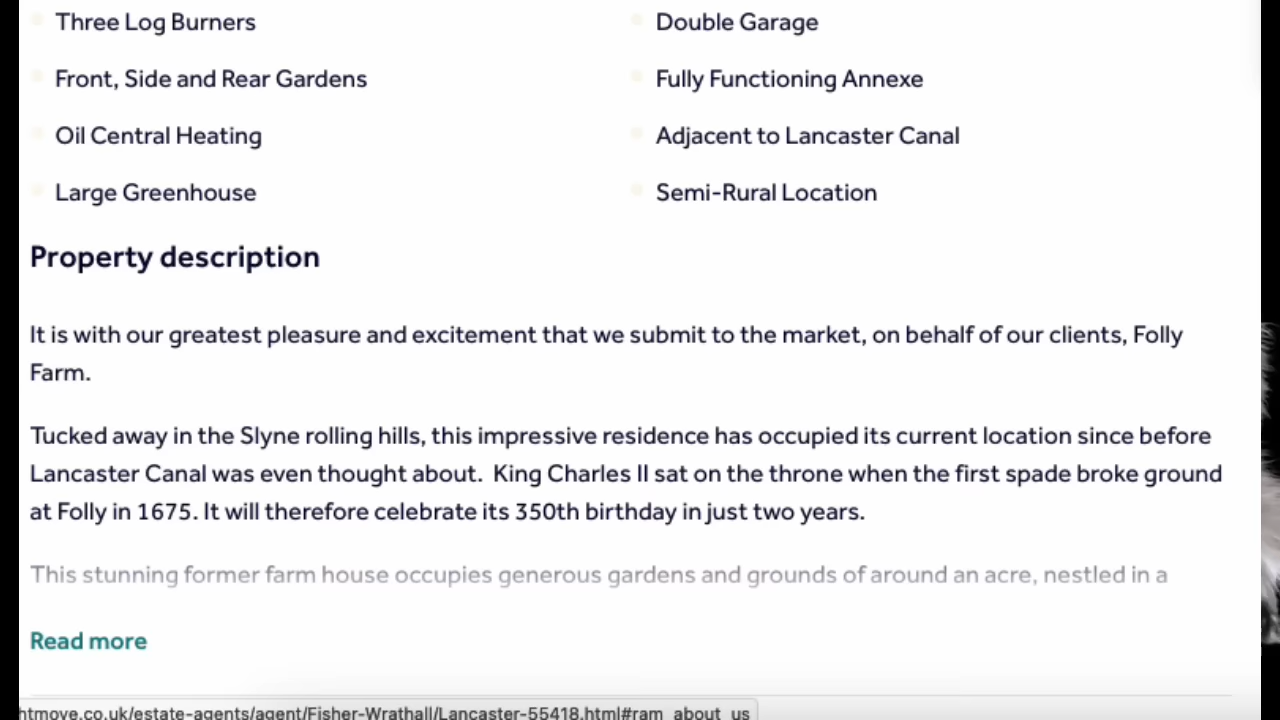 Three Log Burners
Double Garage
Front, Side and Rear Gardens
Fully Functioning Annexe
Oil Central Heating
Adjacent to Lancaster Canal
Large Greenhouse
Semi-Rural Location
Property description
It is with our greatest pleasure and excitement that we submit to the market, on behalf of our clients, Folly
Farm.
Tucked away in the Slyne rolling hills, this impressive residence has occupied its current location since before
Lancaster Canal was even thought about.  King Charles II sat on the throne when the first spade broke ground
at Folly in 1675. It will therefore celebrate its 350th birthday in just two years.
This stunning former farm house occupies generous gardens and grounds of around an acre, nestled in a
Read more
htmove.co.uk/estate-agents/agent/Fisher-Wrathall/Lancaster-55418.html#ram_about_us